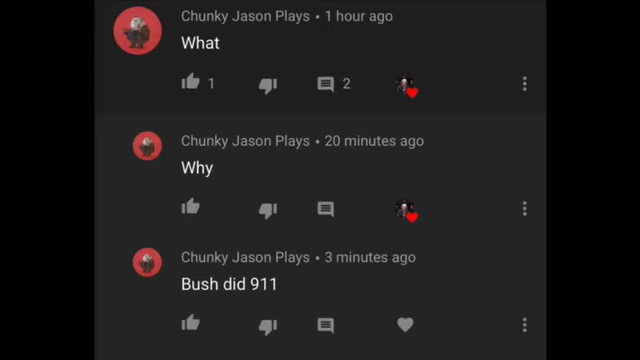 Chunky Jason Plays • 1 hour ago
What
1 2
Chunky Jason Plays • 20 minutes ago
Why
Chunky Jason Plays • 3 minutes ago
Bush did 911